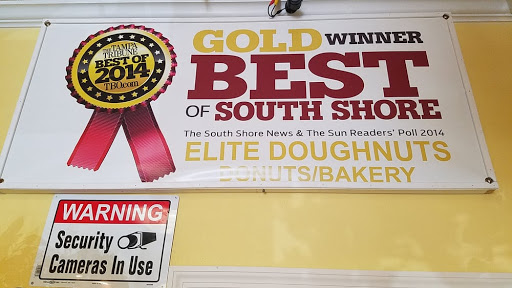 THE TAMPA TRIBUNE
BEST OF
2014
TBO.com
GOLD WINNER
BEST
OF SOUTH SHORE
The South Shore News & The Sun Readers' Poll 2014
ELITE DOUGHNUTS
DONUTS/BAKERY
WARNING
Security
Cameras In Use